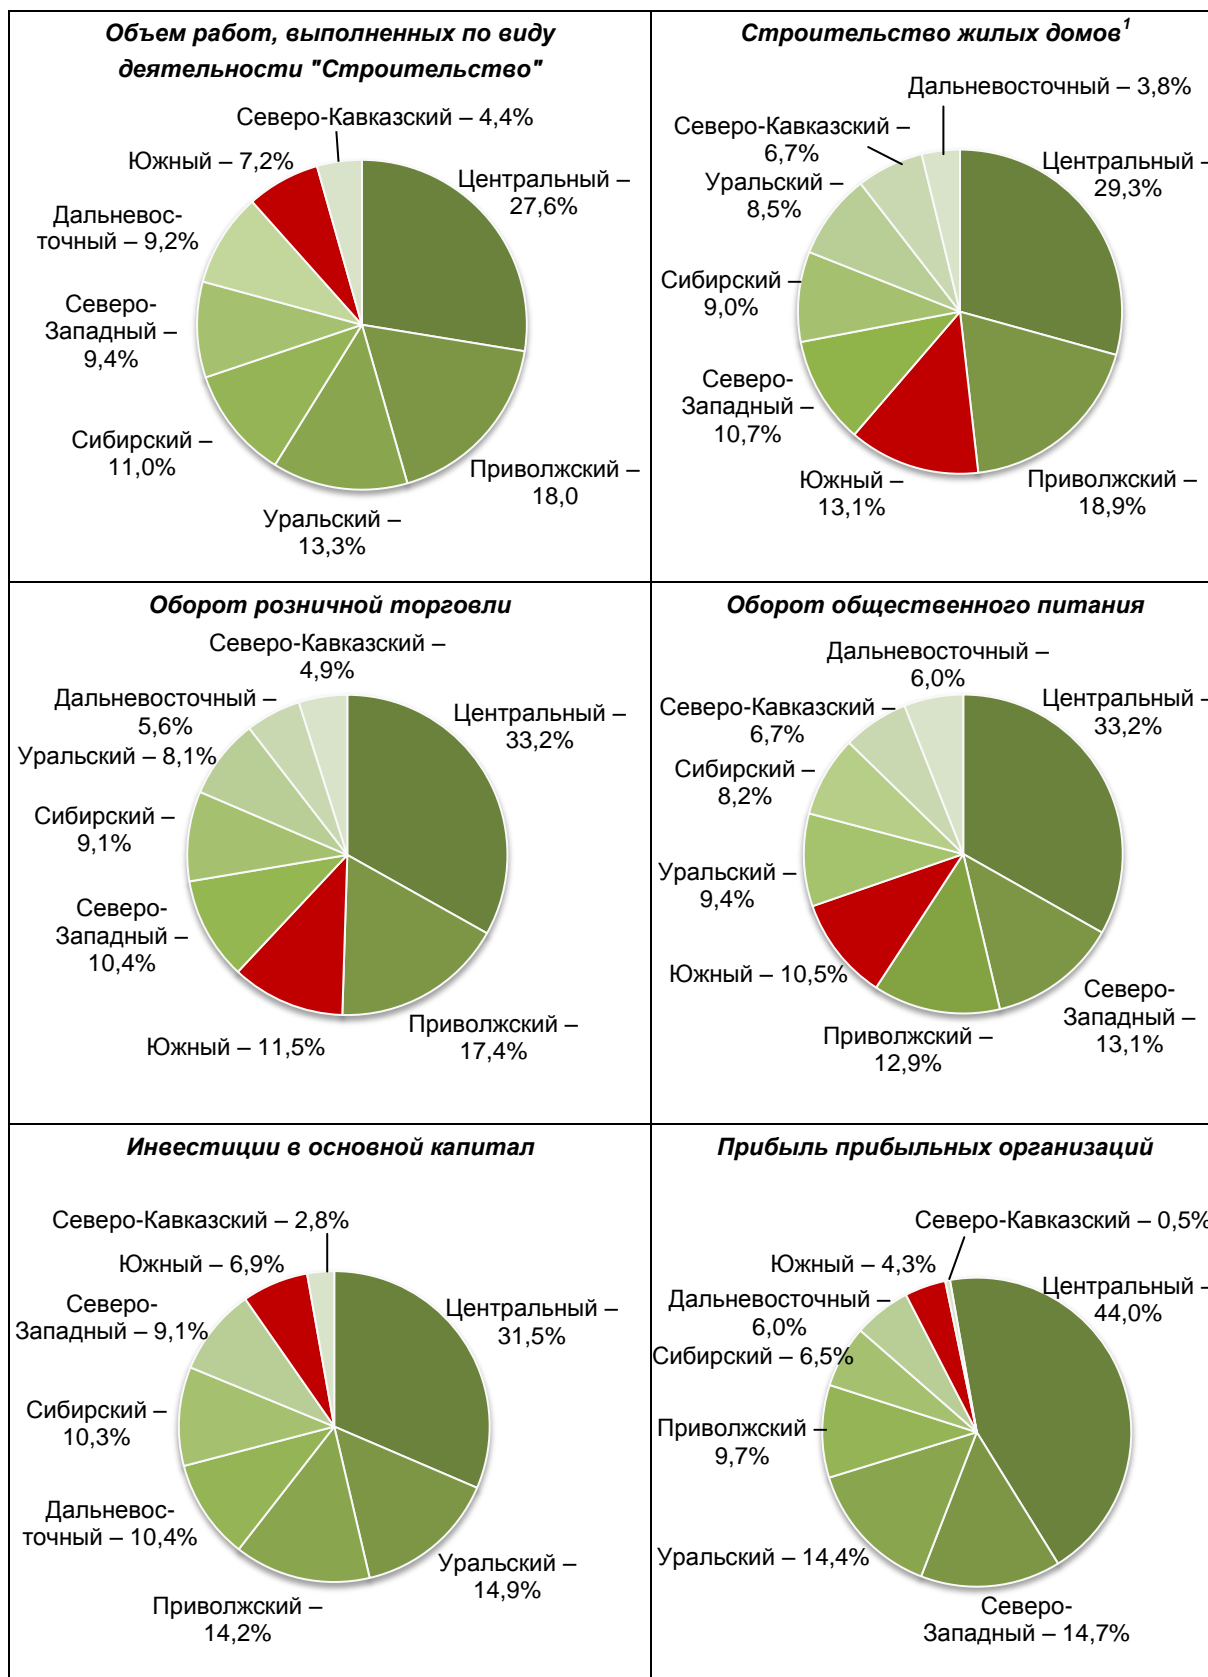 Объем работ, выполненных по виду
деятельности "Строительство"
Северо-Кавказский – 4,4%
Южный – 7,2%
Центральный –
27,6%
Дальневос-
точный – 9,2%
Северо-
Западный –
9,4%
Сибирский –
11,0%
Приволжский –
18,0
Уральский –
13,3%
Строительство жилых домов¹
Дальневосточный – 3,8%
Северо-Кавказский –
6,7%
Центральный –
29,3%
Уральский –
8,5%
Сибирский –
9,0%
Северо-
Западный –
10,7%
Южный –
13,1%
Приволжский –
18,9%
Оборот розничной торговли
Северо-Кавказский –
4,9%
Дальневосточный –
5,6%
Центральный –
33,2%
Уральский – 8,1%
Сибирский –
9,1%
Северо-
Западный –
10,4%
Южный – 11,5%
Приволжский –
17,4%
Оборот общественного питания
Дальневосточный –
6,0%
Северо-Кавказский –
6,7%
Центральный –
33,2%
Сибирский –
8,2%
Уральский –
9,4%
Южный – 10,5%
Северо-
Западный –
13,1%
Приволжский –
12,9%
Инвестиции в основной капитал
Северо-Кавказский – 2,8%
Южный – 6,9%
Северо-
Западный – 9,1%
Центральный –
31,5%
Сибирский –
10,3%
Дальневос-
точный – 10,4%
Уральский –
14,9%
Приволжский –
14,2%
Прибыль прибыльных организаций
Северо-Кавказский – 0,5%
Южный – 4,3%
Центральный –
44,0%
Дальневосточный –
6,0%
Сибирский – 6,5%
Приволжский –
9,7%
Уральский – 14,4%
Северо-
Западный – 14,7%